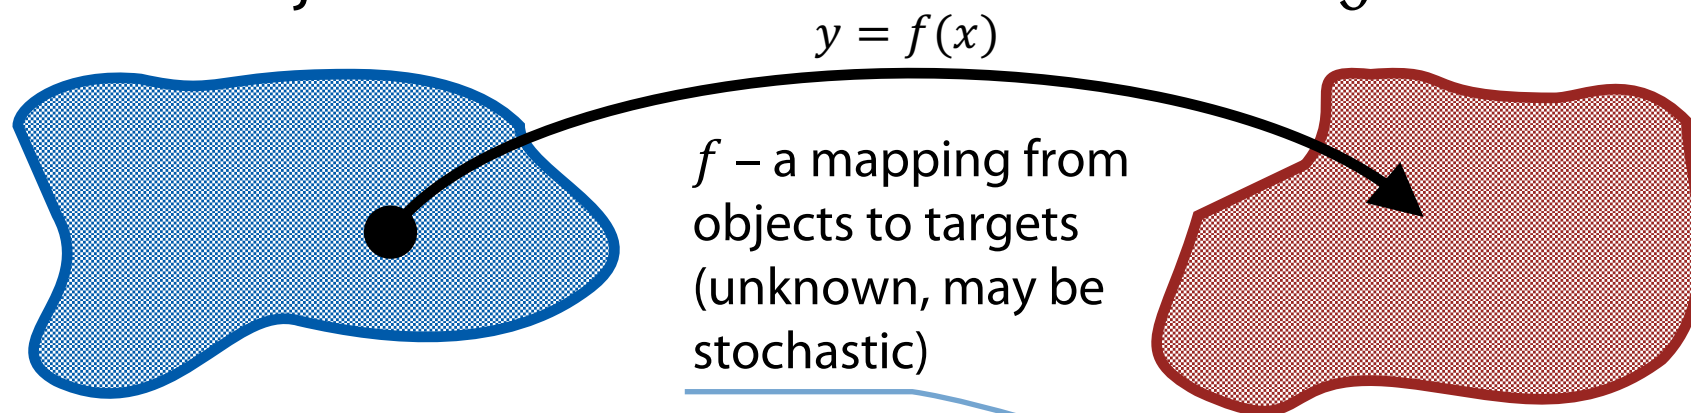 y = f(x)
f – a mapping from
objects to targets
(unknown, may be
stochastic)